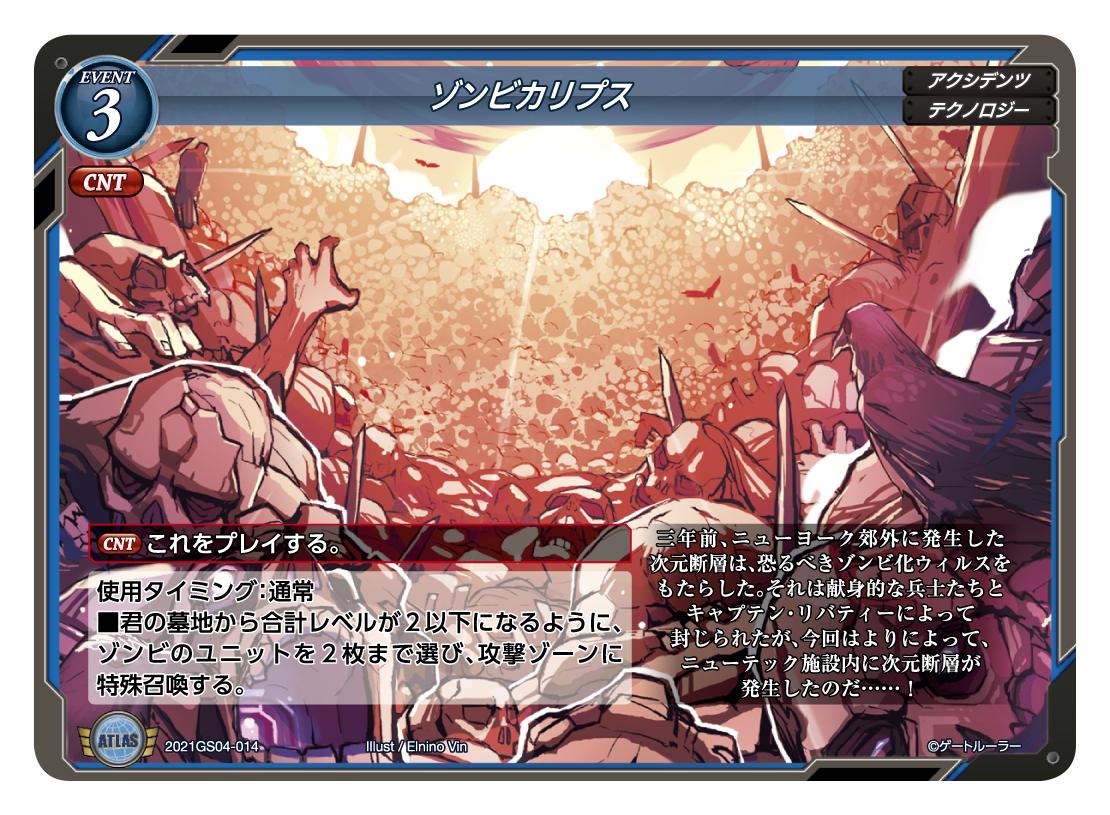 EVENT
3
ゾンビカリプス
アクシデンツ
テクノロジー
CNT
CNT これをプレイする。
使用タイミング:通常
■君の墓地から合計レベルが2以下になるように、
ゾンビのユニットを2枚まで選び、攻撃ゾーンに
特殊召喚する。
三年前、ニューヨーク郊外に発生した
次元断層は、恐るべきゾンビ化ウィルスを
もたらした。それは献身的な兵士たちと
キャプテン・リバティーによって
封じられたが、今回はよりによって、
ニューテック施設内に次元断層が
発生したのだ……！
ATLAS
2021GS04-014
Illust / Elnino Vin
©ゲートルーラー